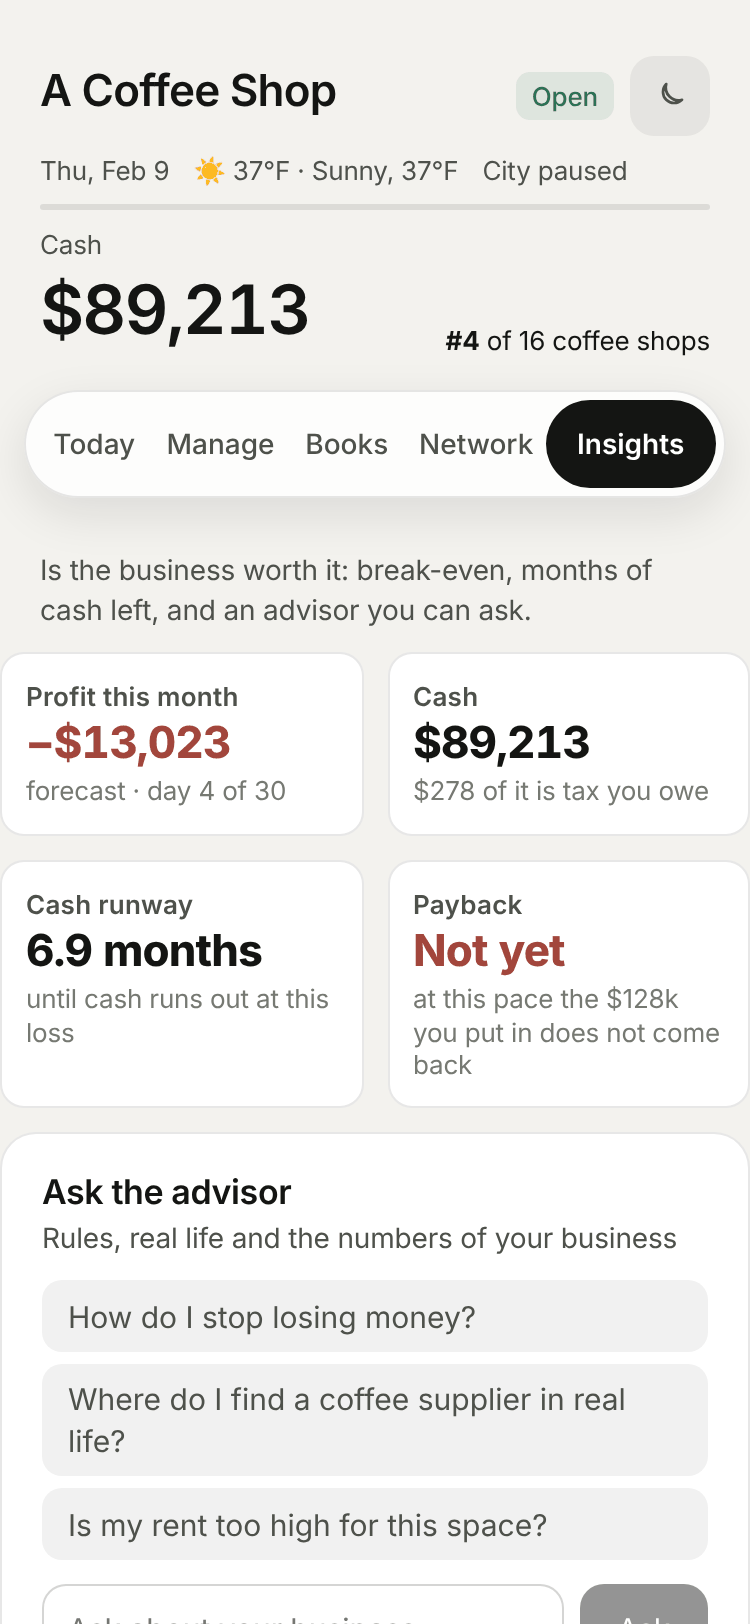 A Coffee Shop
Open
Thu, Feb 9 ☀️ 37°F · Sunny, 37°F City paused
Cash
$89,213
#4 of 16 coffee shops
Today Manage Books Network Insights
Is the business worth it: break-even, months of
cash left, and an advisor you can ask.
Profit this month
−$13,023
forecast · day 4 of 30
Cash
$89,213
$278 of it is tax you owe
Cash runway
6.9 months
until cash runs out at this
loss
Payback
Not yet
at this pace the $128k
you put in does not come
back
Ask the advisor
Rules, real life and the numbers of your business
How do I stop losing money?
Where do I find a coffee supplier in real
life?
Is my rent too high for this space?